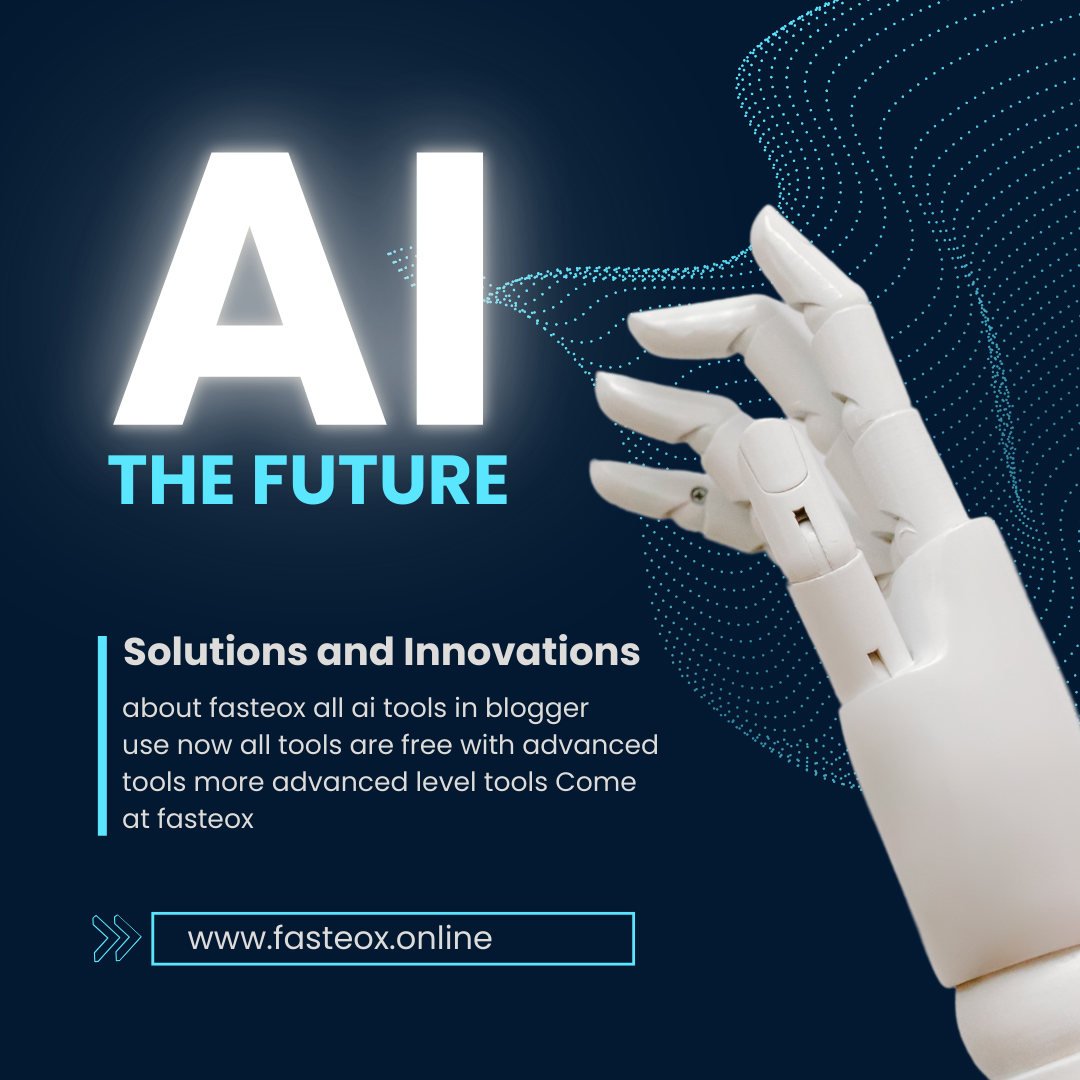 AI
THE FUTURE
Solutions and Innovations
about fasteox all ai tools in blogger
use now all tools are free with advanced
tools more advanced level tools Come
at fasteox
www.fasteox.online